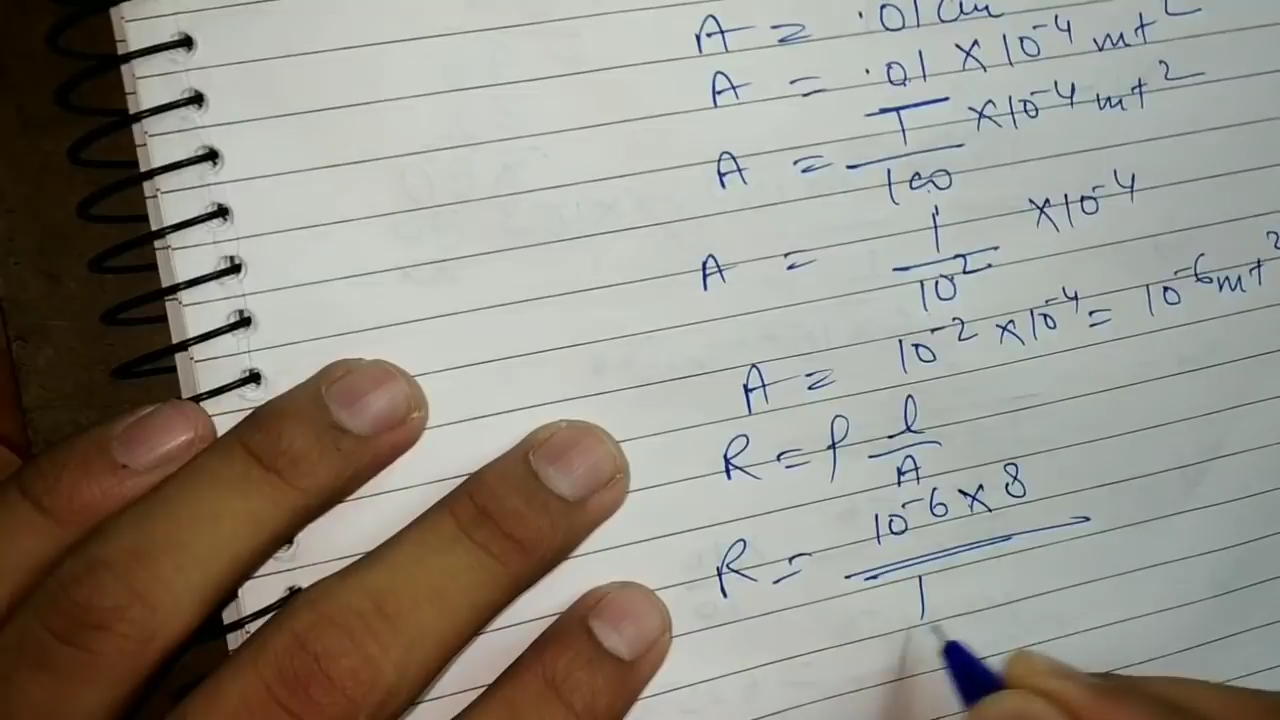 A = .01 cm
A = .01 × 10⁻⁴ mt²
A = 1/100 × 10⁻⁴ mt²
A = 1/10² × 10⁻⁴
A = 10⁻² × 10⁻⁴ = 10⁻⁶ mt²
R = ρ l/A
R = 10⁻⁶ × 8 / 1